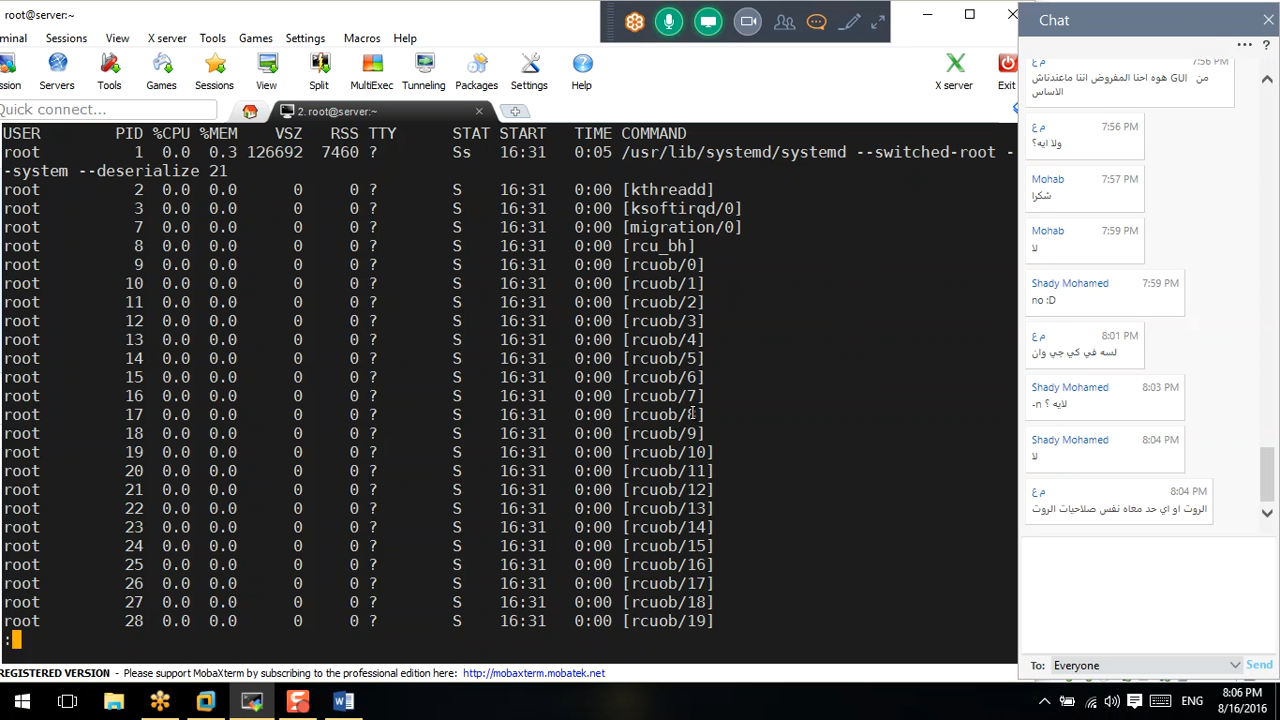 root@server:~
minal Sessions View X server Tools Games Settings Macros Help
ssion Servers Tools Games Sessions View Split MultiExec Tunneling Packages Settings Help X server Exit
Quick connect...
2. root@server:~
USER PID %CPU %MEM VSZ RSS TTY STAT START TIME COMMAND
root 1 0.0 0.3 126692 7460 ? Ss 16:31 0:05 /usr/lib/systemd/systemd --switched-root -
-system --deserialize 21
root 2 0.0 0.0 0 0 ? S 16:31 0:00 [kthreadd]
root 3 0.0 0.0 0 0 ? S 16:31 0:00 [ksoftirqd/0]
root 7 0.0 0.0 0 0 ? S 16:31 0:00 [migration/0]
root 8 0.0 0.0 0 0 ? S 16:31 0:00 [rcu_bh]
root 9 0.0 0.0 0 0 ? S 16:31 0:00 [rcuob/0]
root 10 0.0 0.0 0 0 ? S 16:31 0:00 [rcuob/1]
root 11 0.0 0.0 0 0 ? S 16:31 0:00 [rcuob/2]
root 12 0.0 0.0 0 0 ? S 16:31 0:00 [rcuob/3]
root 13 0.0 0.0 0 0 ? S 16:31 0:00 [rcuob/4]
root 14 0.0 0.0 0 0 ? S 16:31 0:00 [rcuob/5]
root 15 0.0 0.0 0 0 ? S 16:31 0:00 [rcuob/6]
root 16 0.0 0.0 0 0 ? S 16:31 0:00 [rcuob/7]
root 17 0.0 0.0 0 0 ? S 16:31 0:00 [rcuob/8]
root 18 0.0 0.0 0 0 ? S 16:31 0:00 [rcuob/9]
root 19 0.0 0.0 0 0 ? S 16:31 0:00 [rcuob/10]
root 20 0.0 0.0 0 0 ? S 16:31 0:00 [rcuob/11]
root 21 0.0 0.0 0 0 ? S 16:31 0:00 [rcuob/12]
root 22 0.0 0.0 0 0 ? S 16:31 0:00 [rcuob/13]
root 23 0.0 0.0 0 0 ? S 16:31 0:00 [rcuob/14]
root 24 0.0 0.0 0 0 ? S 16:31 0:00 [rcuob/15]
root 25 0.0 0.0 0 0 ? S 16:31 0:00 [rcuob/16]
root 26 0.0 0.0 0 0 ? S 16:31 0:00 [rcuob/17]
root 27 0.0 0.0 0 0 ? S 16:31 0:00 [rcuob/18]
root 28 0.0 0.0 0 0 ? S 16:31 0:00 [rcuob/19]
:
REGISTERED VERSION - Please support MobaXterm by subscribing to the professional edition here: http://mobaxterm.mobatek.net
Chat
م ع 7:56 PM
هوه احنا المفروض اننا ماعندناش GUI من
الاساس
م ع 7:56 PM
ولا ايه؟
Mohab 7:57 PM
شكرا
Mohab 7:59 PM
لا
Shady Mohamed 7:59 PM
no :D
م ع 8:01 PM
لسه في كي جي وان
Shady Mohamed 8:03 PM
-n لايه ؟
Shady Mohamed 8:04 PM
لا
م ع 8:04 PM
الروت او اي حد معاه نفس صلاحيات الروت
To: Everyone Send
ENG 8:06 PM
8/16/2016